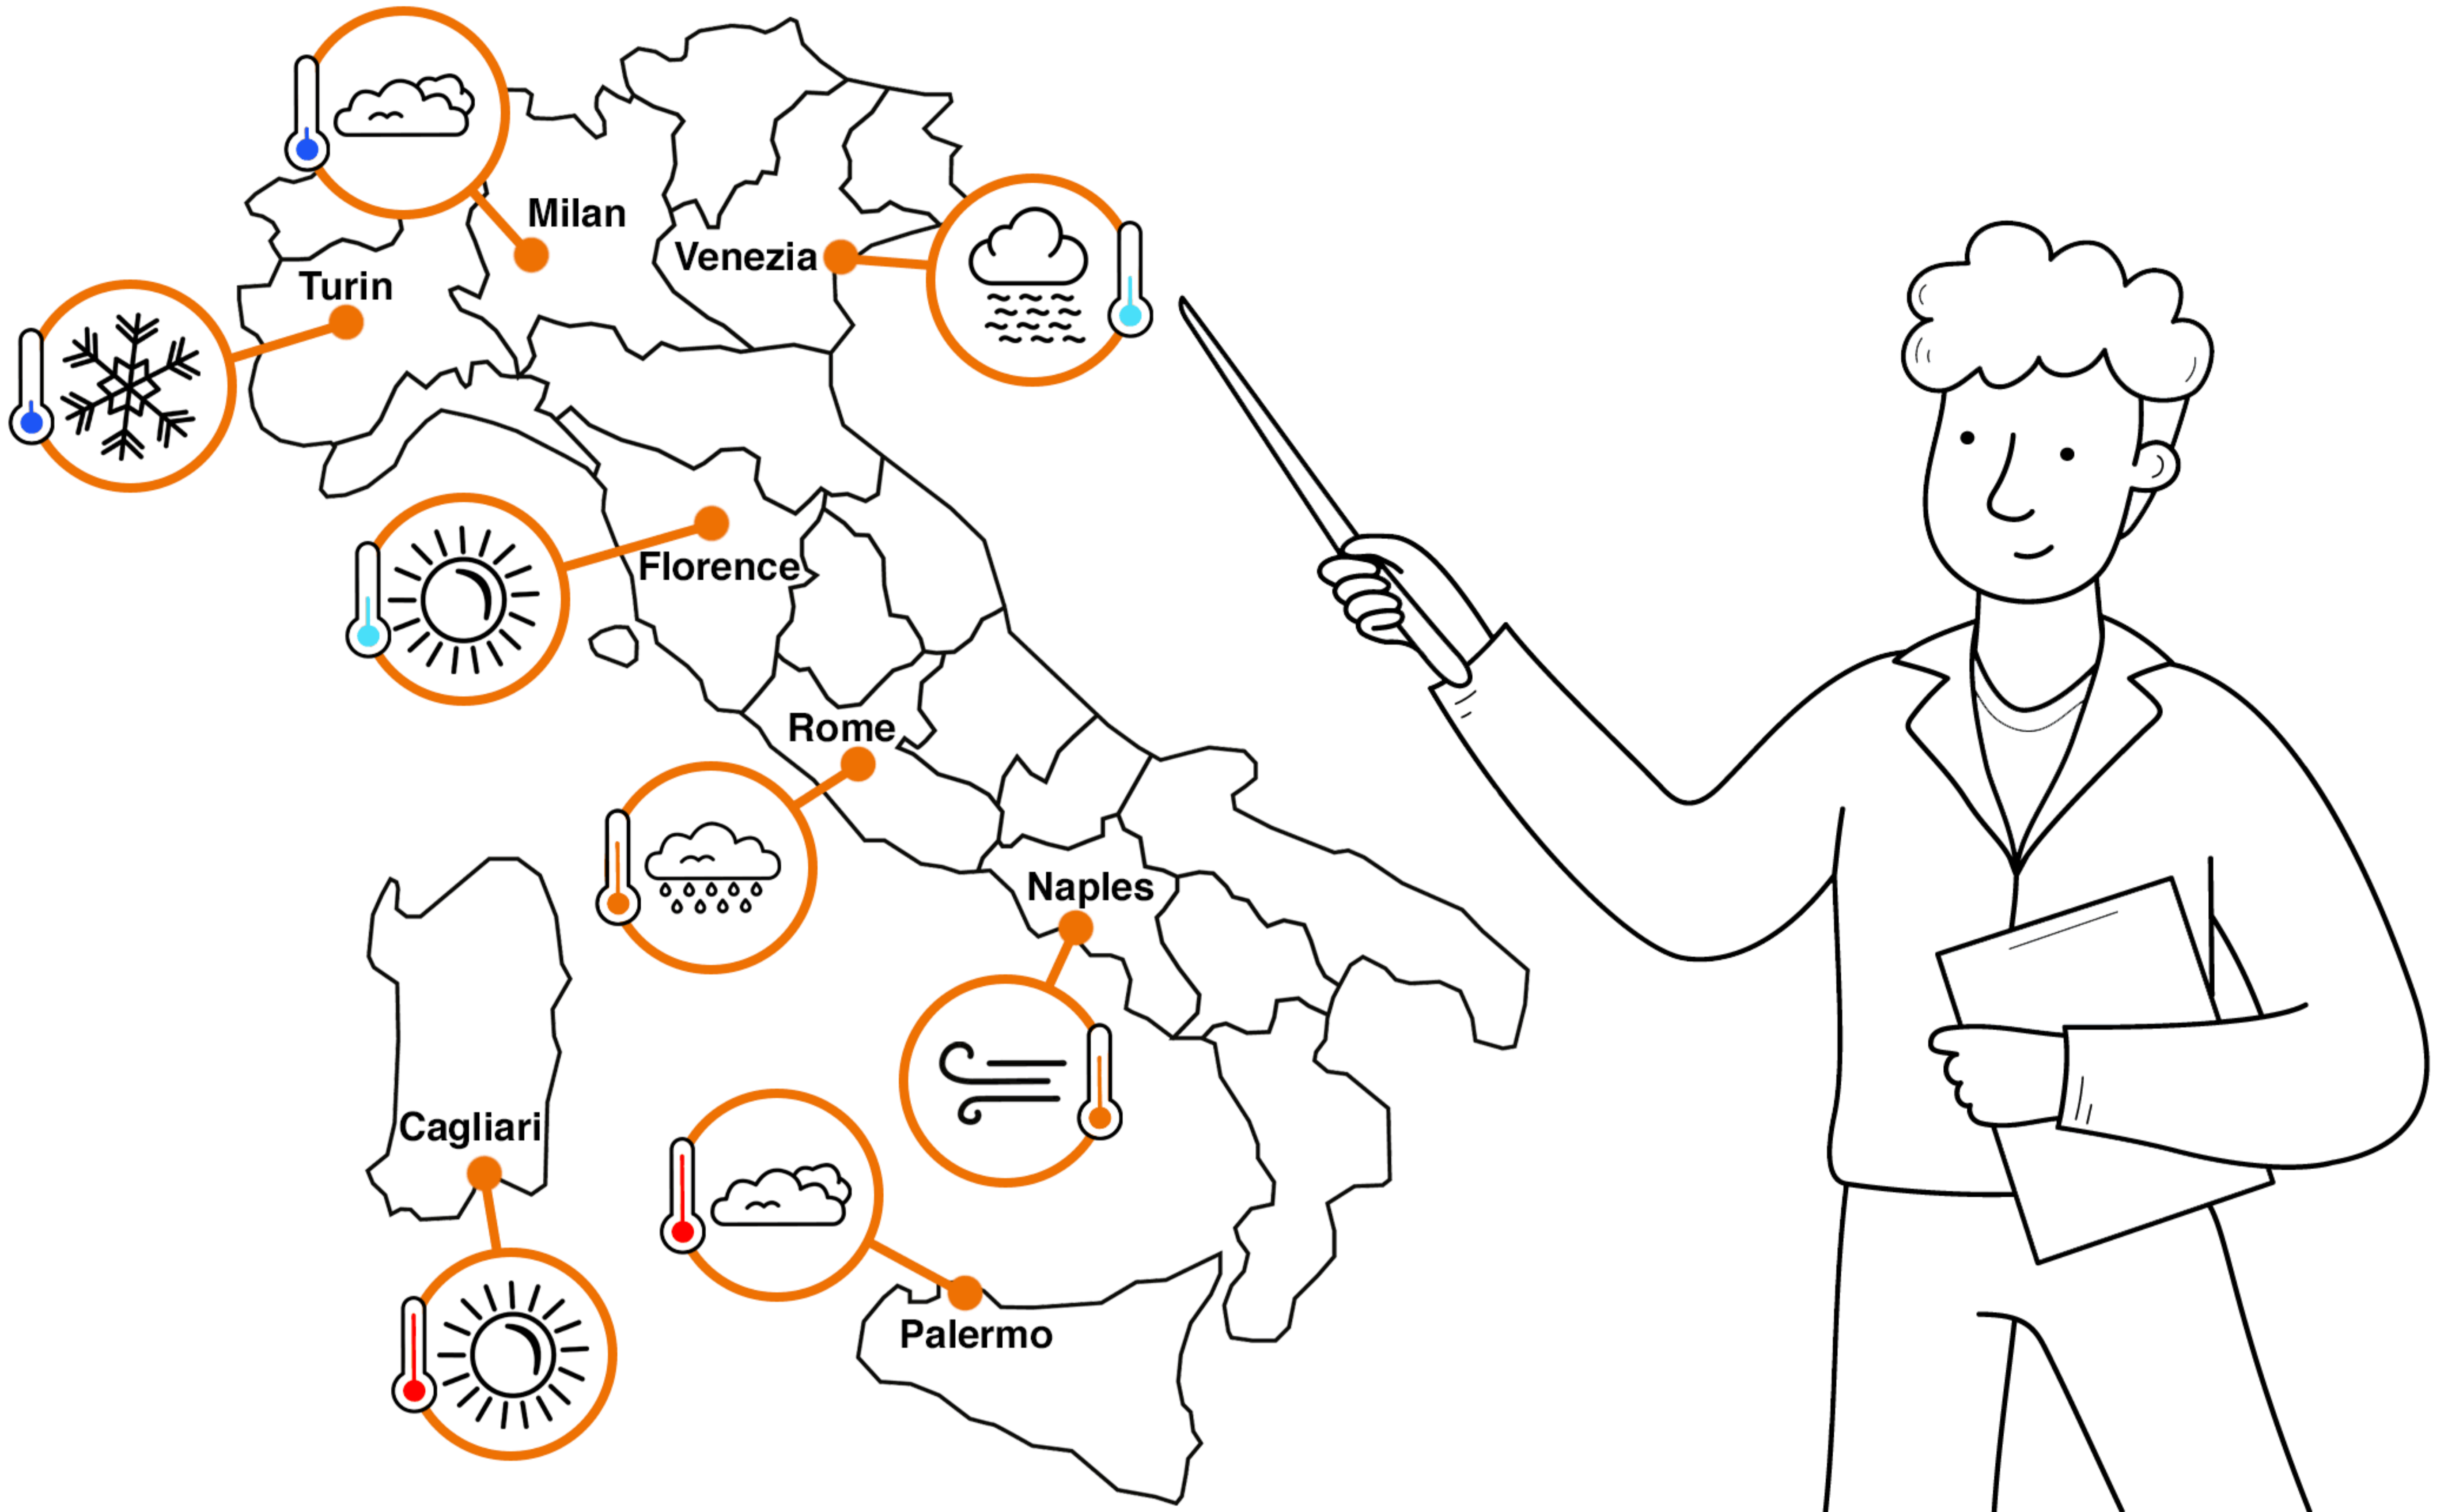 Milan
Venezia
Turin
Florence
Rome
Naples
Cagliari
Palermo